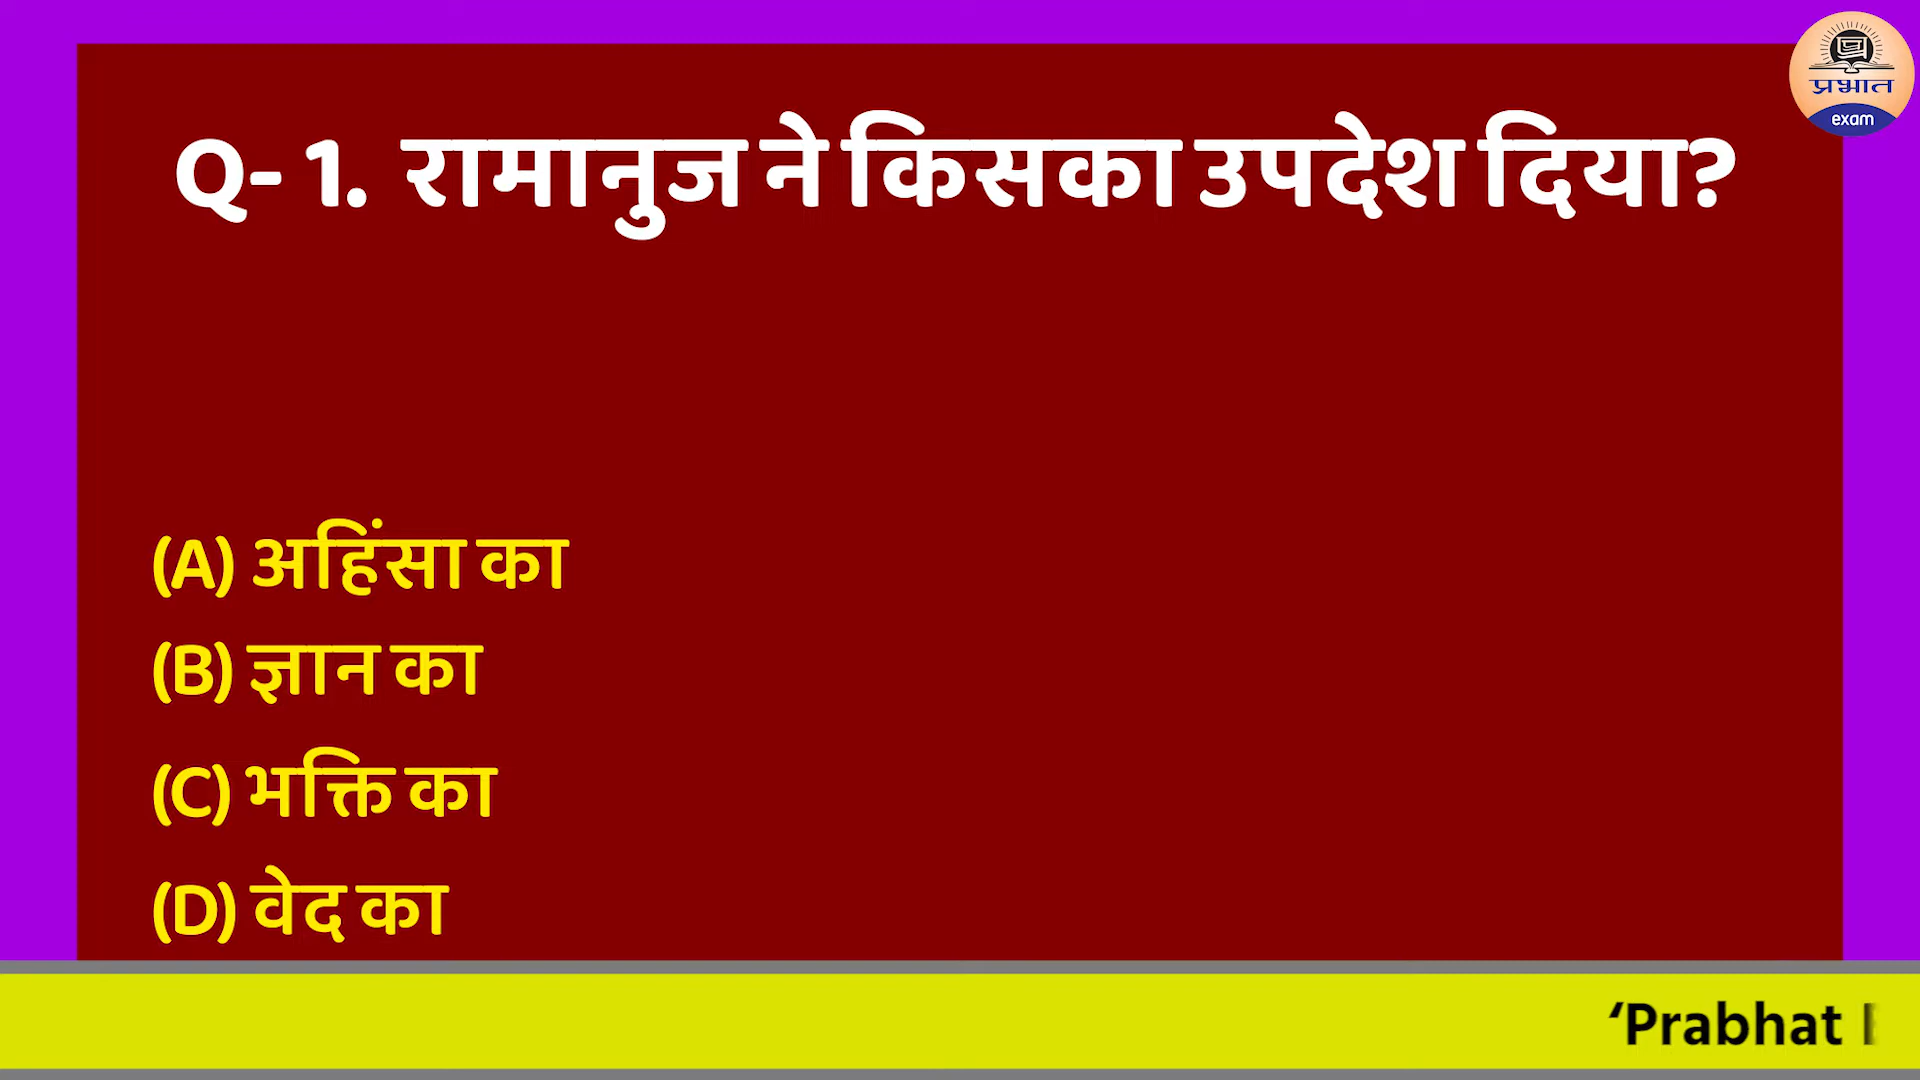 प्रभात
exam
Q- 1. रामानुज ने किसका उपदेश दिया?
(A) अहिंसा का
(B) ज्ञान का
(C) भक्ति का
(D) वेद का
‘Prabhat